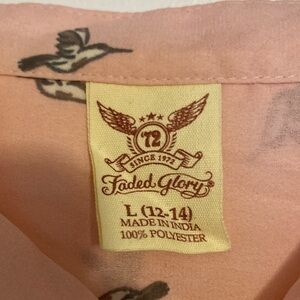 '72
SINCE 1972
Faded Glory
L (12-14)
MADE IN INDIA
100% POLYESTER